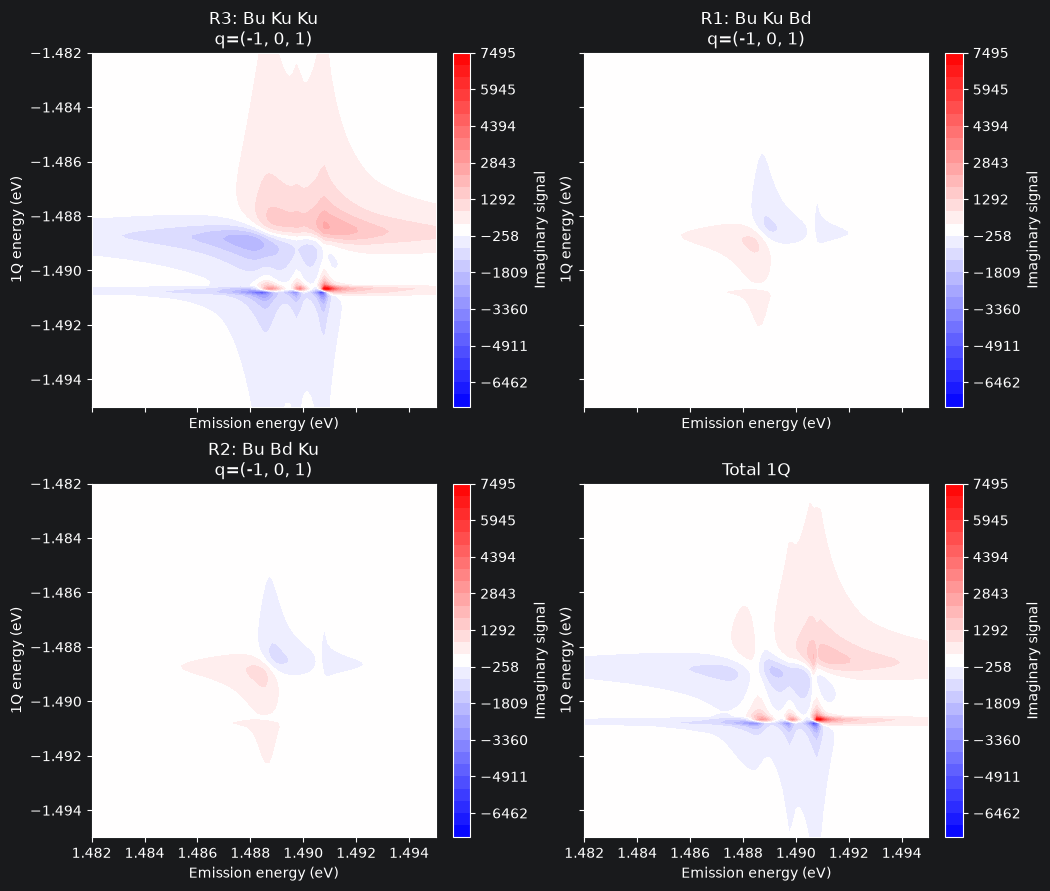 R3: Bu Ku Ku
q=(-1, 0, 1)
−1.482
−1.484
−1.486
−1.488
−1.490
−1.492
−1.494
1Q energy (eV)
Emission energy (eV)
7495
5945
4394
2843
1292
−258
−1809
−3360
−4911
−6462
Imaginary signal
R1: Bu Ku Bd
q=(-1, 0, 1)
1Q energy (eV)
Emission energy (eV)
7495
5945
4394
2843
1292
−258
−1809
−3360
−4911
−6462
Imaginary signal
R2: Bu Bd Ku
q=(-1, 0, 1)
−1.482
−1.484
−1.486
−1.488
−1.490
−1.492
−1.494
1Q energy (eV)
1.482 1.484 1.486 1.488 1.490 1.492 1.494
Emission energy (eV)
7495
5945
4394
2843
1292
−258
−1809
−3360
−4911
−6462
Imaginary signal
Total 1Q
1Q energy (eV)
1.482 1.484 1.486 1.488 1.490 1.492 1.494
Emission energy (eV)
7495
5945
4394
2843
1292
−258
−1809
−3360
−4911
−6462
Imaginary signal